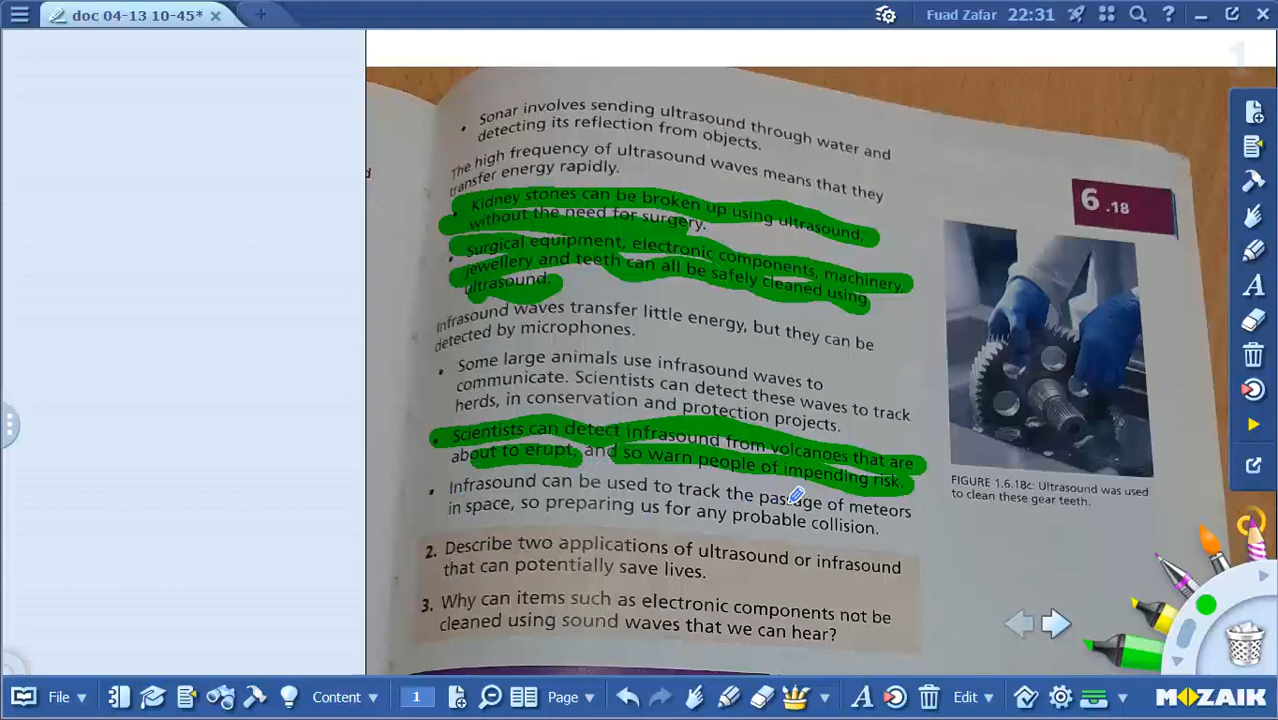 doc 04-13 10-45*
Fuad Zafar 22:31
1
• Sonar involves sending ultrasound through water and
detecting its reflection from objects.
The high frequency of ultrasound waves means that they
transfer energy rapidly.
• Kidney stones can be broken up using ultrasound,
without the need for surgery.
• Surgical equipment, electronic components, machinery,
jewellery and teeth can all be safely cleaned using
ultrasound.
Infrasound waves transfer little energy, but they can be
detected by microphones.
• Some large animals use infrasound waves to
communicate. Scientists can detect these waves to track
herds, in conservation and protection projects.
• Scientists can detect infrasound from volcanoes that are
about to erupt, and so warn people of impending risk.
• Infrasound can be used to track the passage of meteors
in space, so preparing us for any probable collision.
2. Describe two applications of ultrasound or infrasound
that can potentially save lives.
3. Why can items such as electronic components not be
cleaned using sound waves that we can hear?
6.18
FIGURE 1.6.18c: Ultrasound was used
to clean these gear teeth.
File
Content
1
Page
Edit
MOZAIK